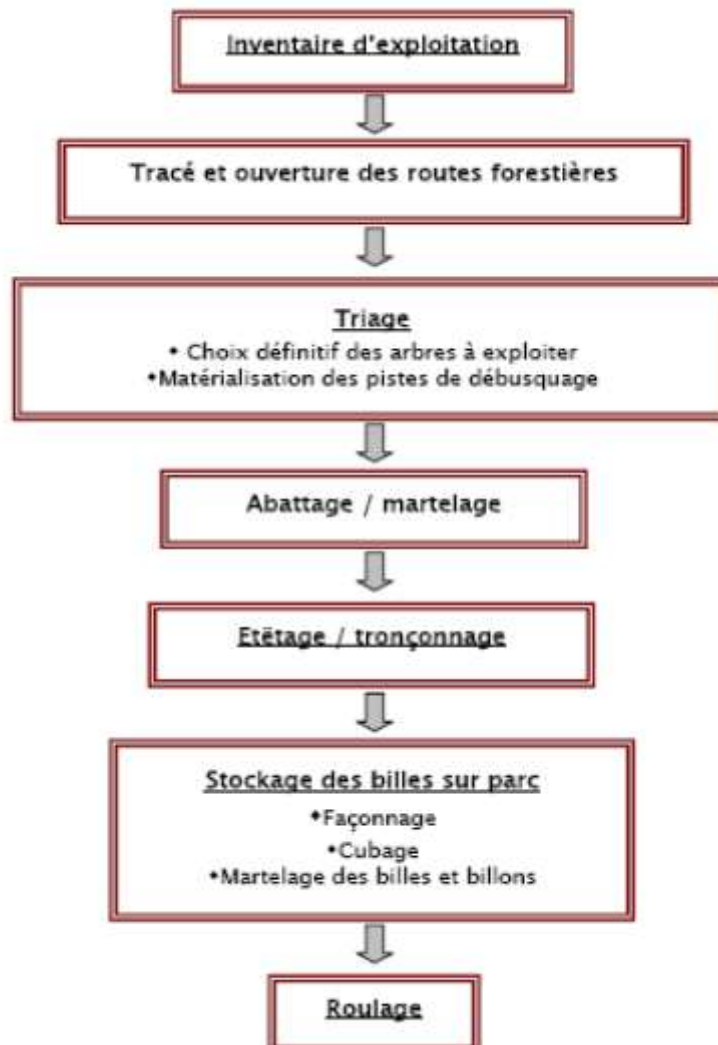 Inventaire d'exploitation
Tracé et ouverture des routes forestières
Triage
• Choix définitif des arbres à exploiter
•Matérialisation des pistes de débusquage
Abattage / martelage
Etêtage / tronçonnage
Stockage des billes sur parc
•Façonnage
•Cubage
•Martelage des billes et billons
Roulage